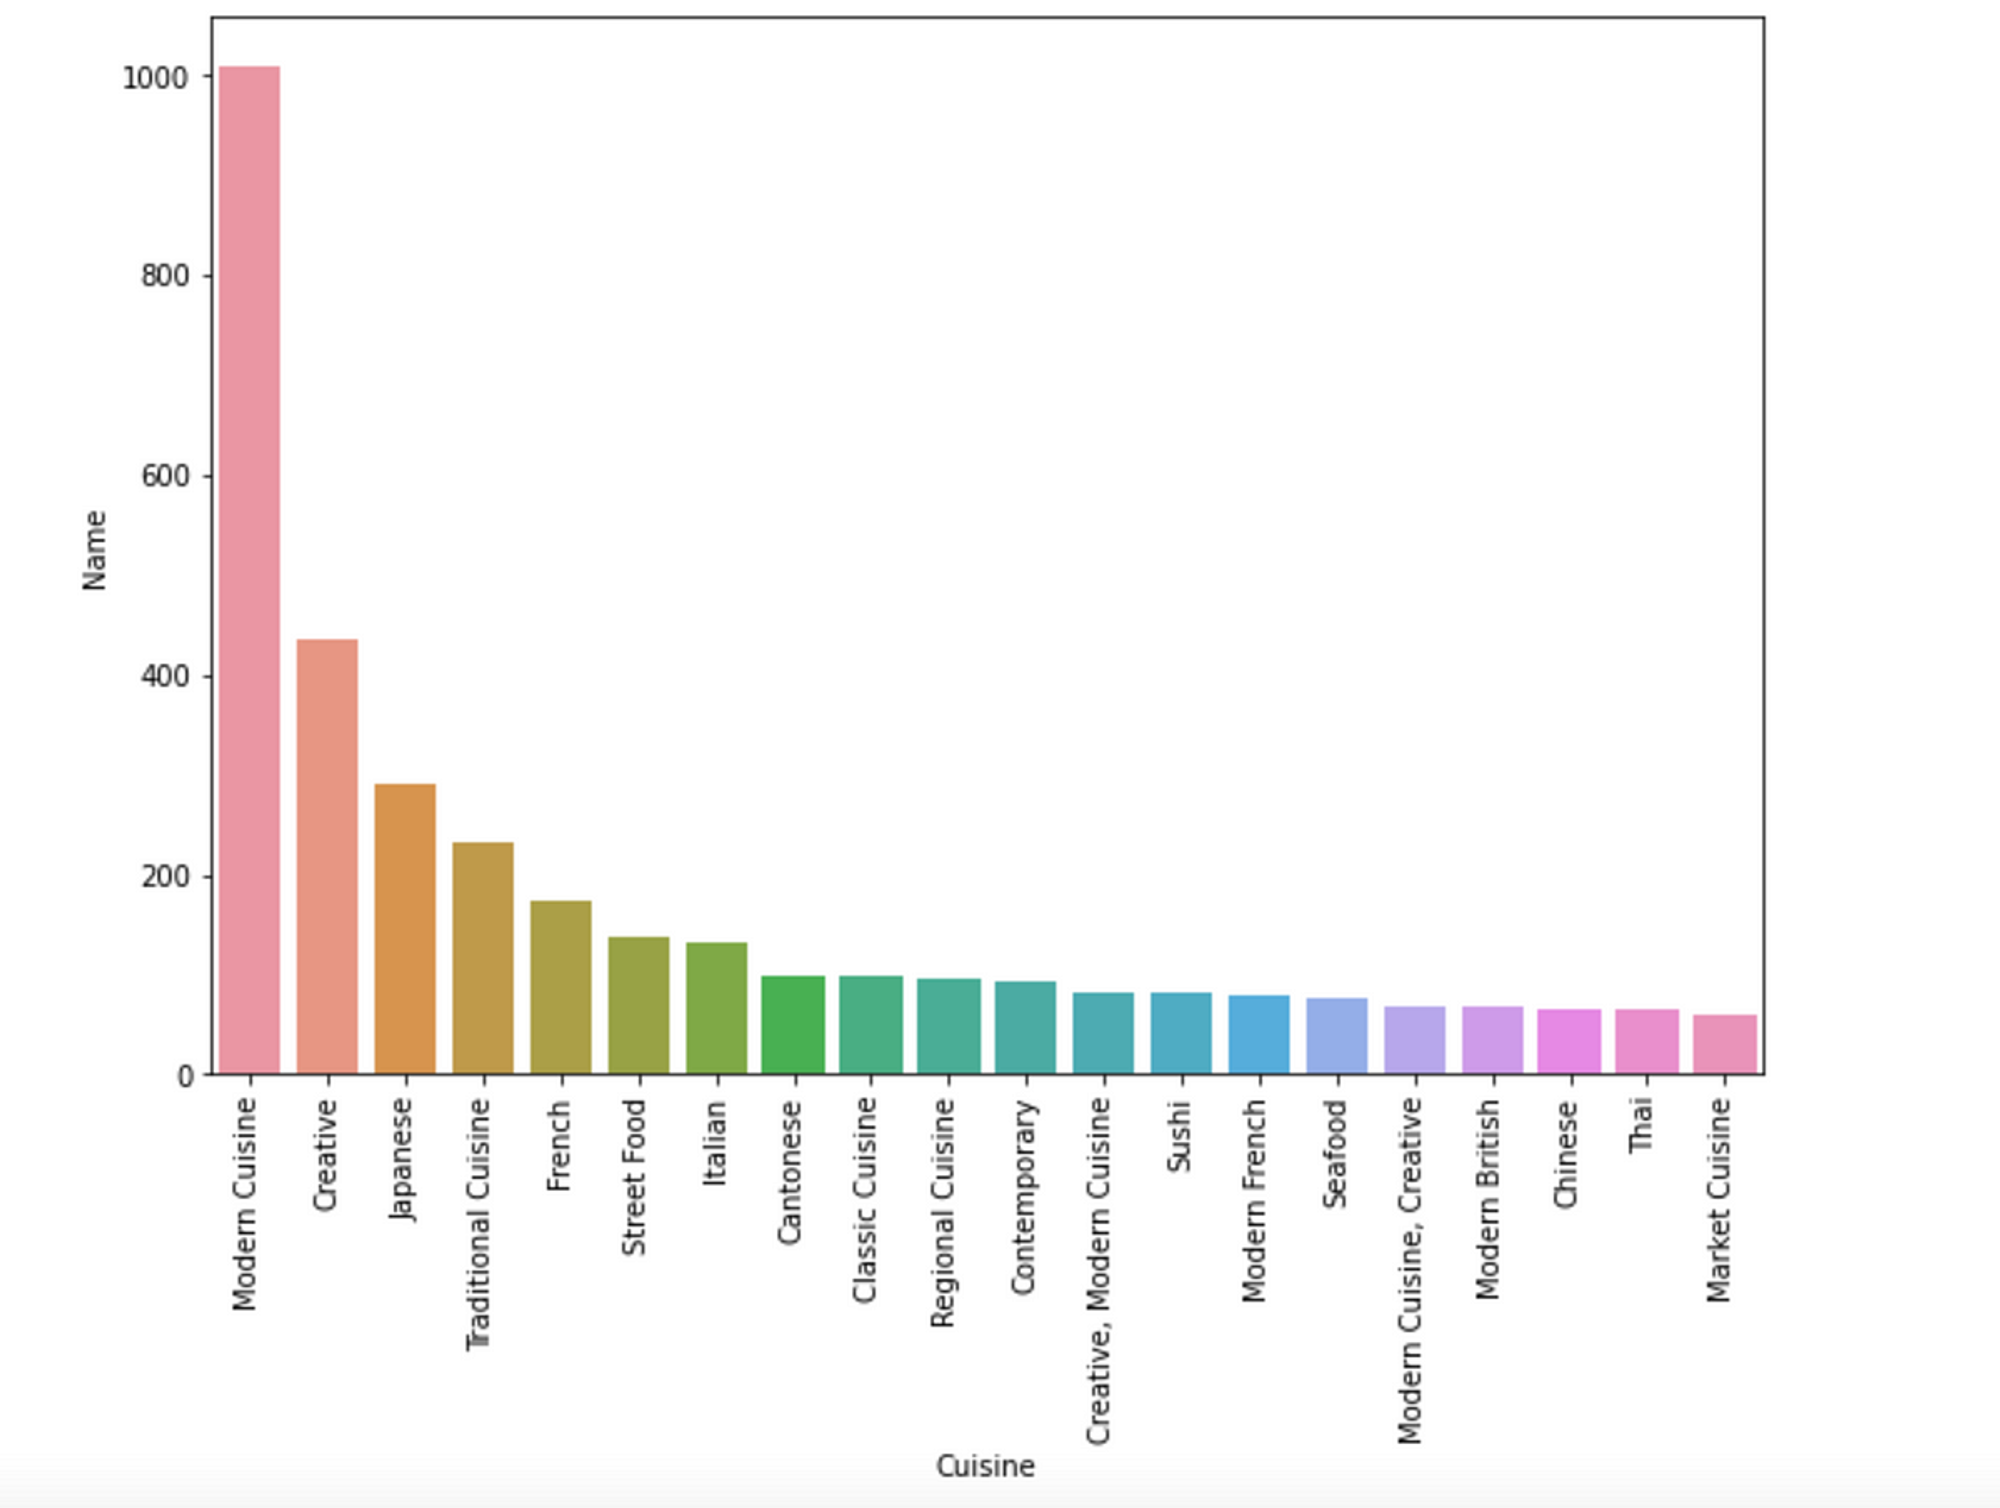 1000
800
600
400
200
0
Name
Modern Cuisine
Creative
Japanese
Traditional Cuisine
French
Street Food
Italian
Cantonese
Classic Cuisine
Regional Cuisine
Contemporary
Creative, Modern Cuisine
Sushi
Modern French
Seafood
Modern Cuisine, Creative
Modern British
Chinese
Thai
Market Cuisine
Cuisine